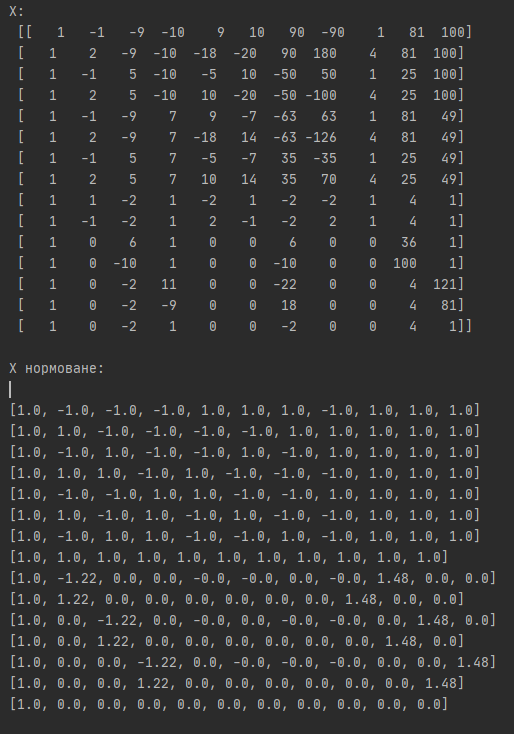 X:
[[   1   -1   -9  -10    9   10   90  -90    1   81  100]
[   1    2   -9  -10  -18  -20   90  180    4   81  100]
[   1   -1    5  -10   -5   10  -50   50    1   25  100]
[   1    2    5  -10   10  -20  -50 -100    4   25  100]
[   1   -1   -9    7    9   -7  -63   63    1   81   49]
[   1    2   -9    7  -18   14  -63 -126    4   81   49]
[   1   -1    5    7   -5   -7   35  -35    1   25   49]
[   1    2    5    7   10   14   35   70    4   25   49]
[   1    1   -2    1   -2    1   -2   -2    1    4    1]
[   1   -1   -2    1    2   -1   -2    2    1    4    1]
[   1    0    6    1    0    0    6    0    0   36    1]
[   1    0  -10    1    0    0  -10    0    0  100    1]
[   1    0   -2   11    0    0  -22    0    0    4  121]
[   1    0   -2   -9    0    0   18    0    0    4   81]
[   1    0   -2    1    0    0   -2    0    0    4    1]]
X нормоване:
[1.0, -1.0, -1.0, -1.0, 1.0, 1.0, 1.0, -1.0, 1.0, 1.0, 1.0]
[1.0, 1.0, -1.0, -1.0, -1.0, -1.0, 1.0, 1.0, 1.0, 1.0, 1.0]
[1.0, -1.0, 1.0, -1.0, -1.0, 1.0, -1.0, 1.0, 1.0, 1.0, 1.0]
[1.0, 1.0, 1.0, -1.0, 1.0, -1.0, -1.0, -1.0, 1.0, 1.0, 1.0]
[1.0, -1.0, -1.0, 1.0, 1.0, -1.0, -1.0, 1.0, 1.0, 1.0, 1.0]
[1.0, 1.0, -1.0, 1.0, -1.0, 1.0, -1.0, -1.0, 1.0, 1.0, 1.0]
[1.0, -1.0, 1.0, 1.0, -1.0, -1.0, 1.0, -1.0, 1.0, 1.0, 1.0]
[1.0, 1.0, 1.0, 1.0, 1.0, 1.0, 1.0, 1.0, 1.0, 1.0, 1.0]
[1.0, -1.22, 0.0, 0.0, -0.0, -0.0, 0.0, -0.0, 1.48, 0.0, 0.0]
[1.0, 1.22, 0.0, 0.0, 0.0, 0.0, 0.0, 0.0, 1.48, 0.0, 0.0]
[1.0, 0.0, -1.22, 0.0, -0.0, 0.0, -0.0, -0.0, 0.0, 1.48, 0.0]
[1.0, 0.0, 1.22, 0.0, 0.0, 0.0, 0.0, 0.0, 0.0, 1.48, 0.0]
[1.0, 0.0, 0.0, -1.22, 0.0, -0.0, -0.0, -0.0, 0.0, 0.0, 1.48]
[1.0, 0.0, 0.0, 1.22, 0.0, 0.0, 0.0, 0.0, 0.0, 0.0, 1.48]
[1.0, 0.0, 0.0, 0.0, 0.0, 0.0, 0.0, 0.0, 0.0, 0.0, 0.0]